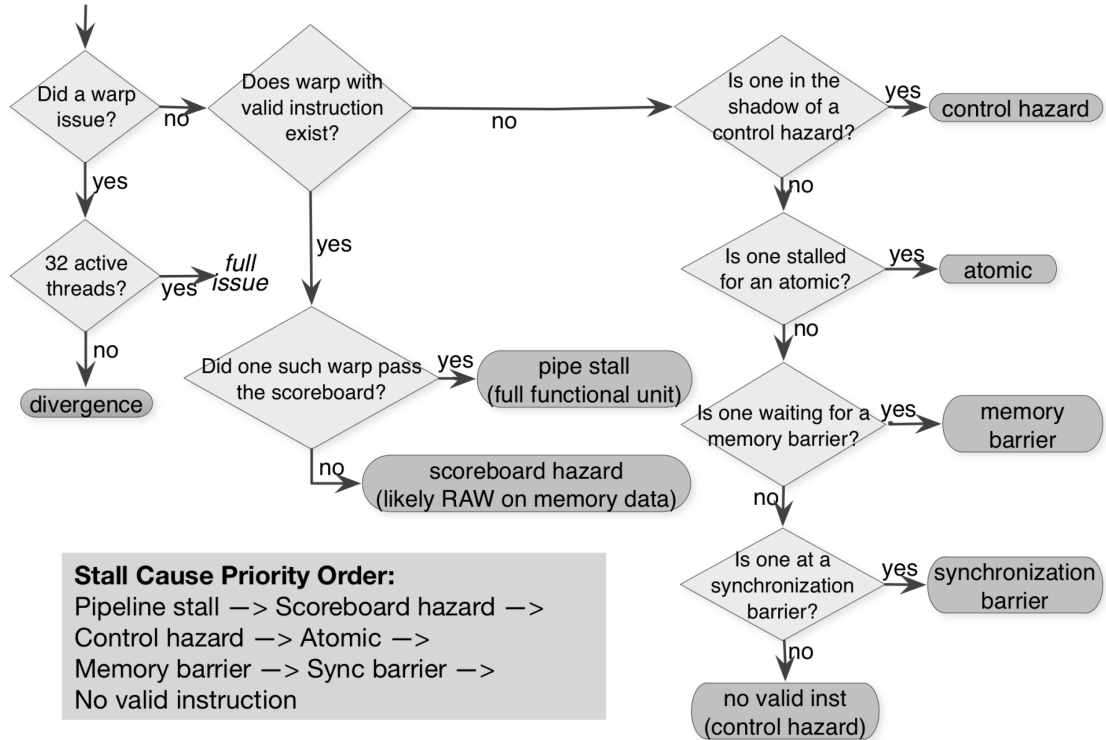 Did a warp
issue?
no
yes
Does warp with
valid instruction
exist?
no
yes
Is one in the
shadow of a
control hazard?
yes
control hazard
no
32 active
threads?
yes
full
issue
no
divergence
Is one stalled
for an atomic?
yes
atomic
no
Did one such warp pass
the scoreboard?
yes
pipe stall
(full functional unit)
no
scoreboard hazard
(likely RAW on memory data)
Is one waiting for a
memory barrier?
yes
memory
barrier
no
Is one at a
synchronization
barrier?
yes
synchronization
barrier
no
no valid inst
(control hazard)
Stall Cause Priority Order:
Pipeline stall —> Scoreboard hazard —>
Control hazard —> Atomic —>
Memory barrier —> Sync barrier —>
No valid instruction